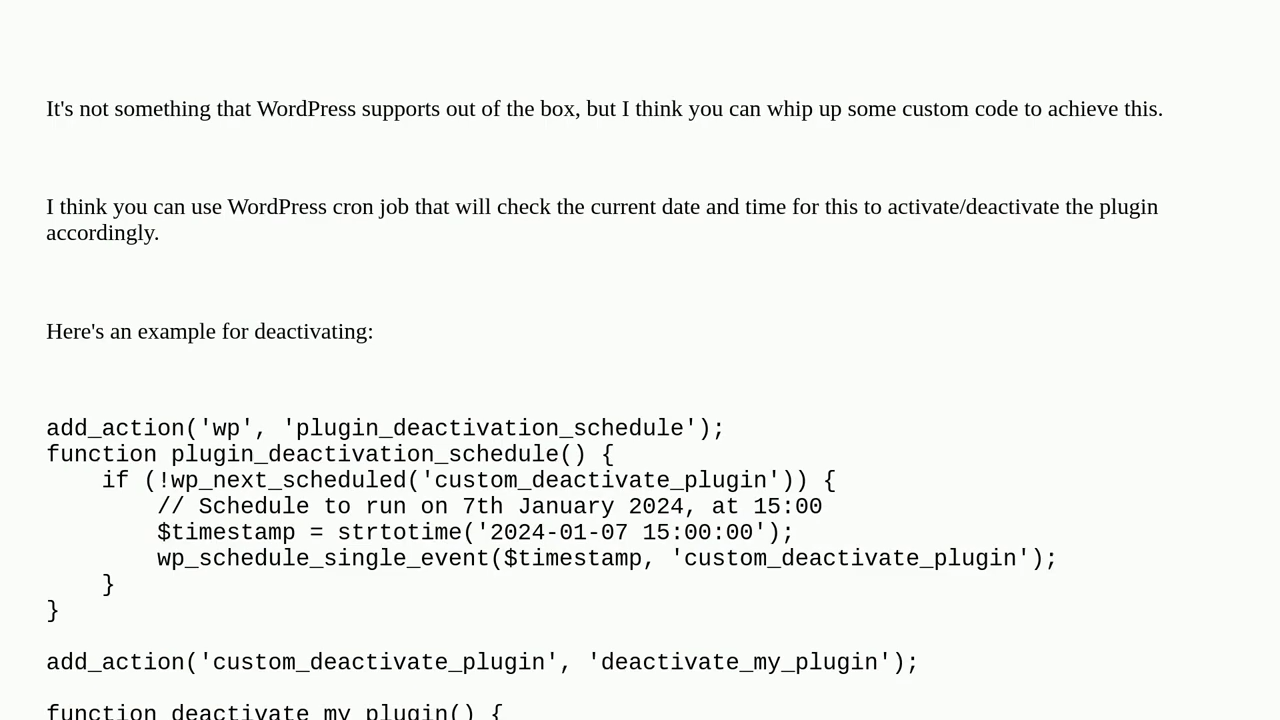 It's not something that WordPress supports out of the box, but I think you can whip up some custom code to achieve this.
I think you can use WordPress cron job that will check the current date and time for this to activate/deactivate the plugin
accordingly.
Here's an example for deactivating:
add_action('wp', 'plugin_deactivation_schedule');
function plugin_deactivation_schedule() {
    if (!wp_next_scheduled('custom_deactivate_plugin')) {
        // Schedule to run on 7th January 2024, at 15:00
        $timestamp = strtotime('2024-01-07 15:00:00');
        wp_schedule_single_event($timestamp, 'custom_deactivate_plugin');
    }
}
add_action('custom_deactivate_plugin', 'deactivate_my_plugin');
function deactivate_my_plugin() {